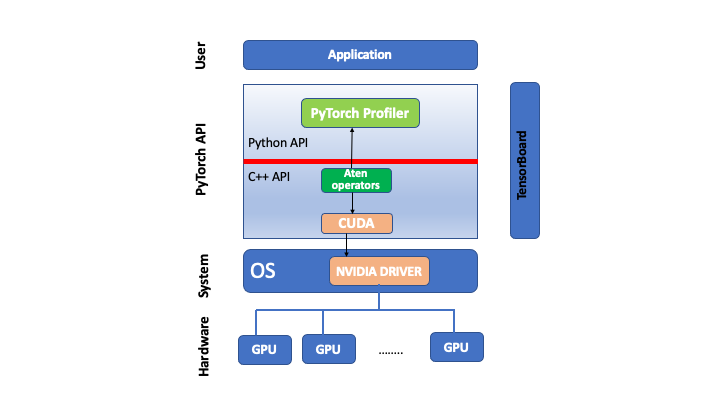 User
Application
PyTorch API
PyTorch Profiler
Python API
C++ API
Aten
operators
CUDA
TensorBoard
System
OS
NVIDIA DRIVER
Hardware
GPU
GPU
........
GPU